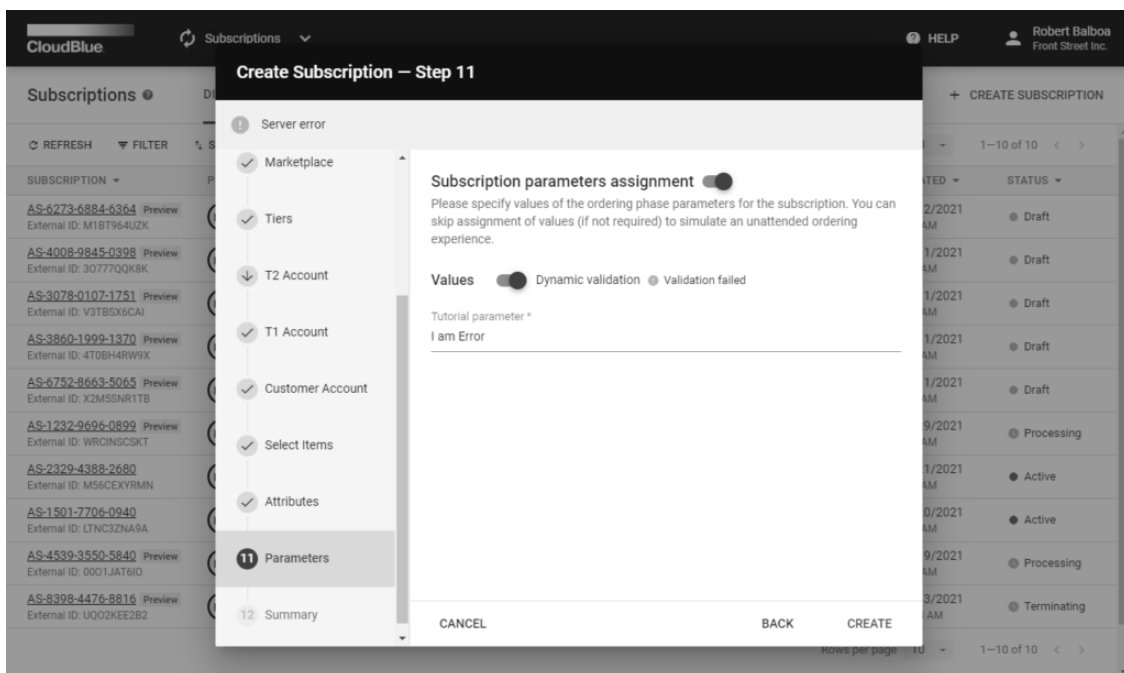 CloudBlue
Subscriptions
HELP
Robert Balboa
Front Street Inc.
Create Subscription — Step 11
Subscriptions
CREATE SUBSCRIPTION
Server error
REFRESH FILTER
1–10 of 10
SUBSCRIPTION
STATUS
AS-6273-6884-6364 Preview
External ID: M1BT964UZK
Draft
AS-4008-9845-0398 Preview
External ID: 3O777QQK8K
Draft
AS-3078-0107-1751 Preview
External ID: V3TBSX6CAI
Draft
AS-3860-1999-1370 Preview
External ID: 4T0BH4RW9X
Draft
AS-6752-8663-5065 Preview
External ID: X2M5SNR1TB
Draft
AS-1232-9696-0899 Preview
External ID: WRCINSCSKT
Processing
AS-2329-4388-2680
External ID: M56CEXYRMN
Active
AS-1501-7706-0940
External ID: LTNC3ZNA9A
Active
AS-4539-3550-5840 Preview
External ID: 0OO1JAT6IO
Processing
AS-8398-4476-8816 Preview
External ID: UQO2KEE2B2
Terminating
Marketplace
Tiers
T2 Account
T1 Account
Customer Account
Select Items
Attributes
11 Parameters
12 Summary
Subscription parameters assignment
Please specify values of the ordering phase parameters for the subscription. You can
skip assignment of values (if not required) to simulate an unattended ordering
experience.
Values Dynamic validation Validation failed
Tutorial parameter *
I am Error
CANCEL BACK CREATE
Rows per page 10 1–10 of 10